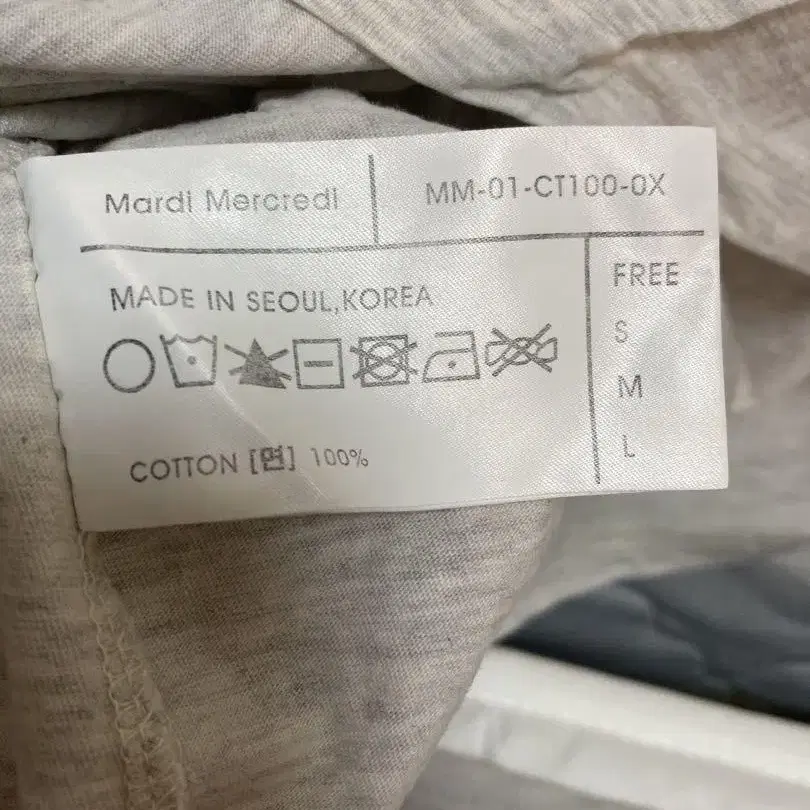 Mardi Mercredi
MM-01-CT100-0X
MADE IN SEOUL,KOREA
COTTON [면] 100%
FREE
S
M
L